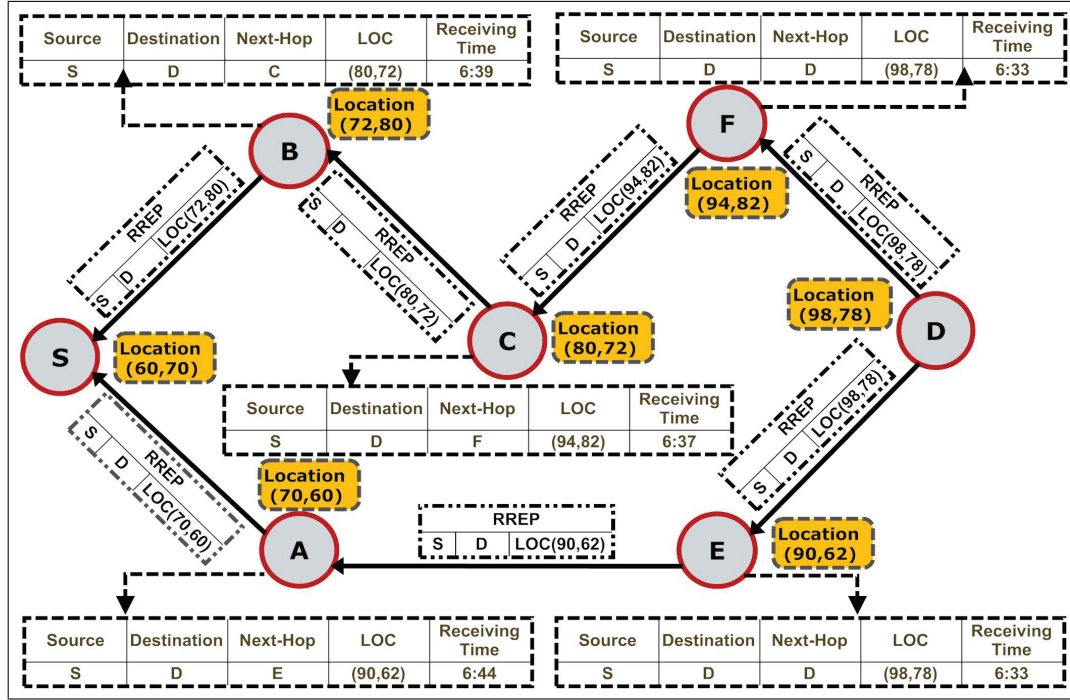 Source Destination Next-Hop LOC Receiving Time
S D C (80,72) 6:39
Source Destination Next-Hop LOC Receiving Time
S D D (98,78) 6:33
Location
(72,80)
B
F
Location
(94,82)
RREP
S D LOC(72,80)
RREP
S D LOC(80,72)
RREP
S D LOC(94,82)
RREP
S D LOC(98,78)
Location
(98,78)
D
S
Location
(60,70)
C
Location
(80,72)
Source Destination Next-Hop LOC Receiving Time
S D F (94,82) 6:37
RREP
S D LOC(98,78)
RREP
S D LOC(70,60)
Location
(70,60)
A
RREP
S D LOC(90,62)
E
Location
(90,62)
Source Destination Next-Hop LOC Receiving Time
S D E (90,62) 6:44
Source Destination Next-Hop LOC Receiving Time
S D D (98,78) 6:33